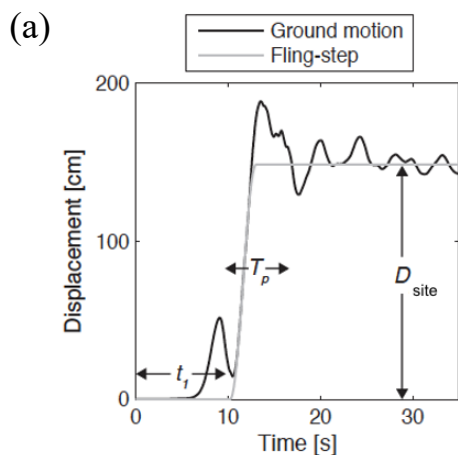 (a)
Ground motion
Fling-step
200
100
0
Displacement [cm]
t1
Tp
Dsite
0 10 20 30
Time [s]